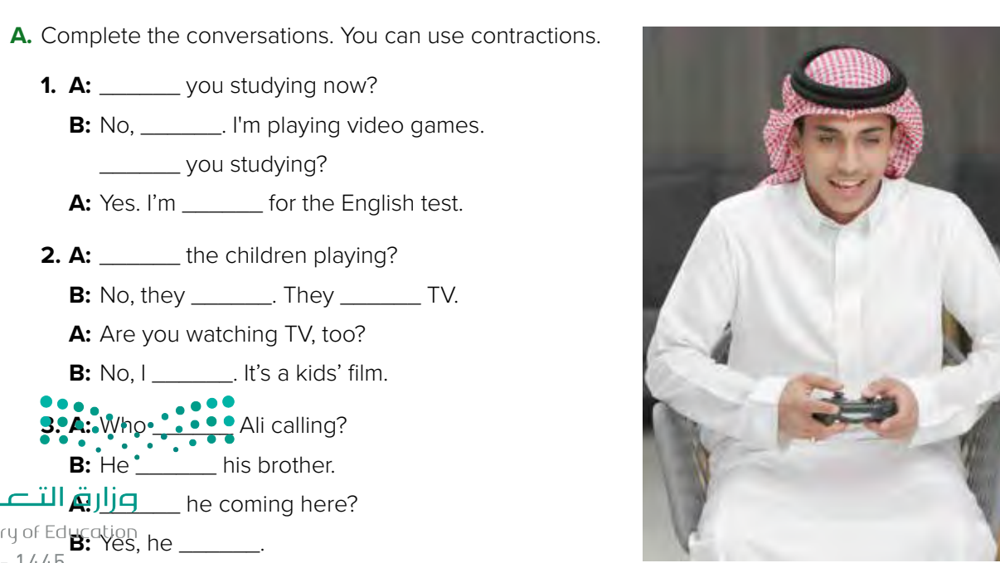 A. Complete the conversations. You can use contractions.
1. A: _______ you studying now?
B: No, _______. I'm playing video games.
_______ you studying?
A: Yes. I’m _______ for the English test.
2. A: _______ the children playing?
B: No, they _______. They _______ TV.
A: Are you watching TV, too?
B: No, I _______. It’s a kids’ film.
3. A: Who _______ Ali calling?
B: He _______ his brother.
A: _______ he coming here?
وزارة
B: Yes, he _______.
ry of Education
1445